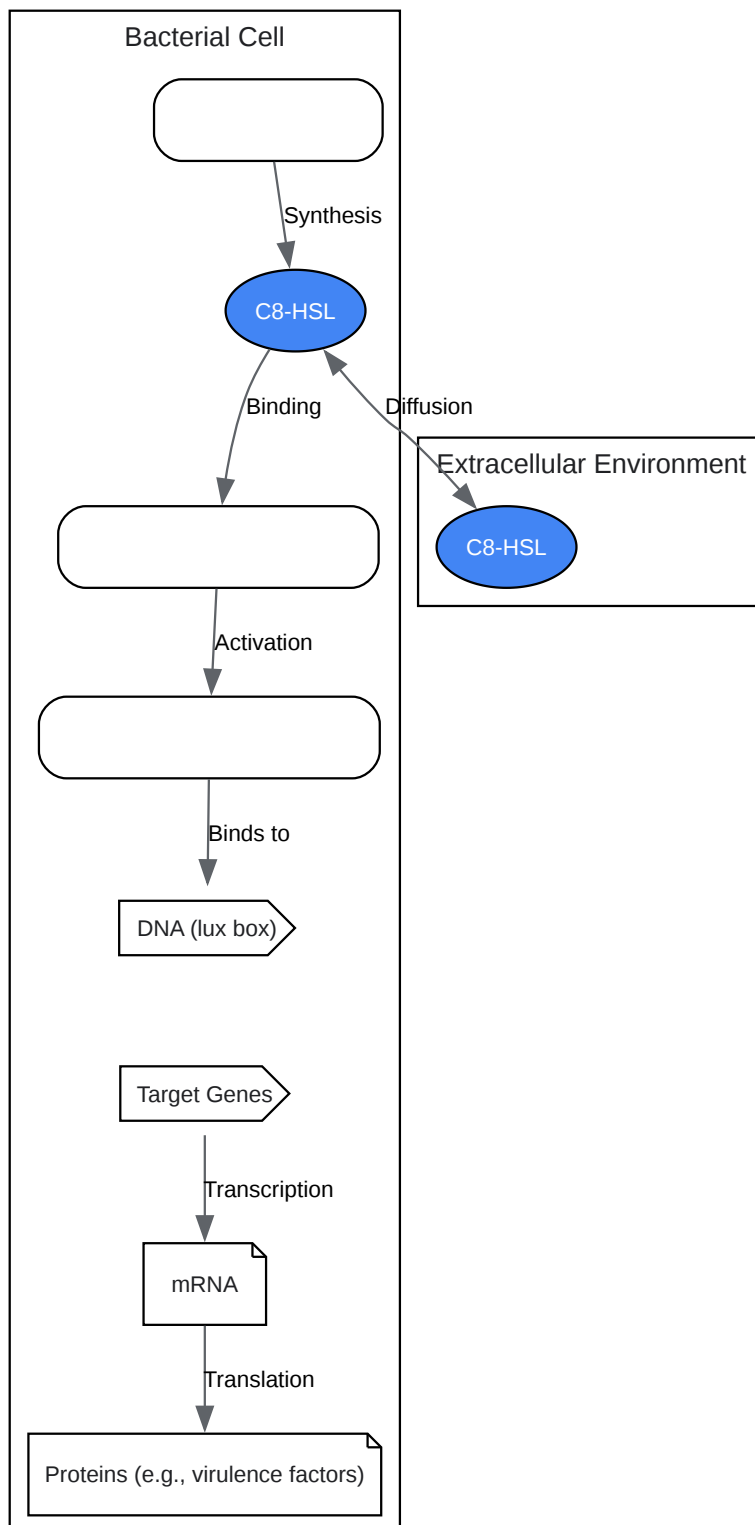 Bacterial Cell
Synthesis
C8-HSL
Binding
Diffusion
Extracellular Environment
C8-HSL
Activation
Binds to
DNA (lux box)
Target Genes
Transcription
mRNA
Translation
Proteins (e.g., virulence factors)